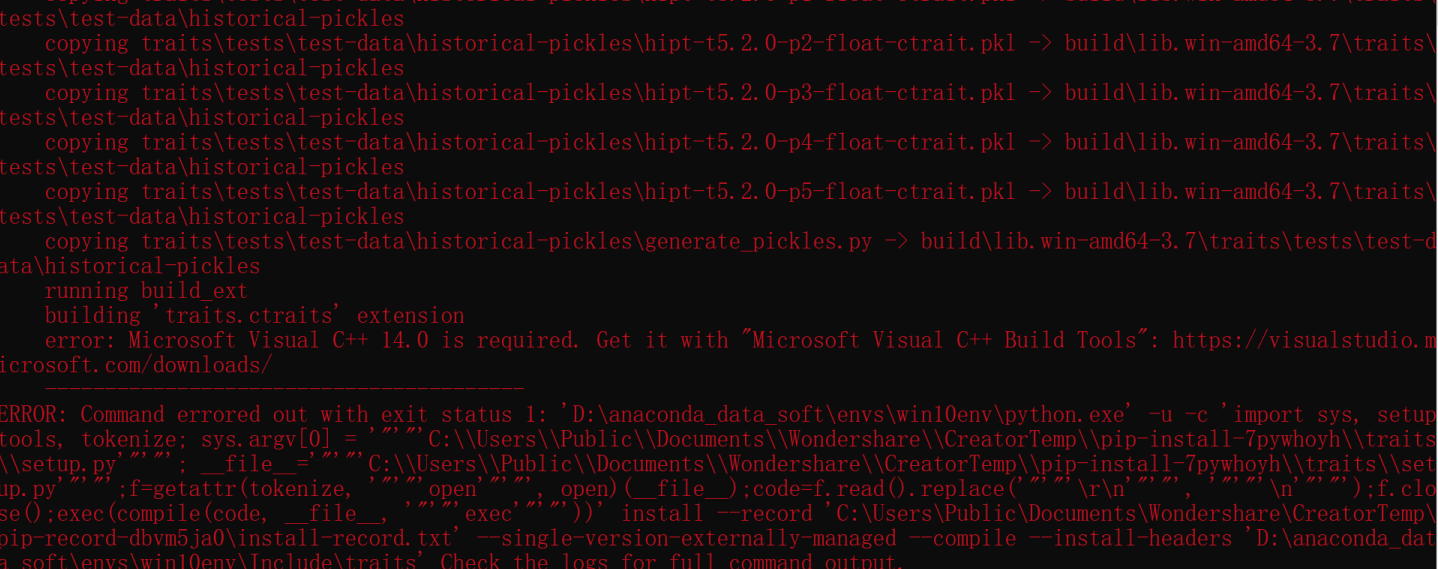 tests\test-data\historical-pickles
copying traits\tests\test-data\historical-pickles\hipt-t5.2.0-p2-float-ctrait.pkl -> build\lib.win-amd64-3.7\traits\
tests\test-data\historical-pickles
copying traits\tests\test-data\historical-pickles\hipt-t5.2.0-p3-float-ctrait.pkl -> build\lib.win-amd64-3.7\traits\
tests\test-data\historical-pickles
copying traits\tests\test-data\historical-pickles\hipt-t5.2.0-p4-float-ctrait.pkl -> build\lib.win-amd64-3.7\traits\
tests\test-data\historical-pickles
copying traits\tests\test-data\historical-pickles\hipt-t5.2.0-p5-float-ctrait.pkl -> build\lib.win-amd64-3.7\traits\
tests\test-data\historical-pickles
copying traits\tests\test-data\historical-pickles\generate_pickles.py -> build\lib.win-amd64-3.7\traits\tests\test-d
ata\historical-pickles
running build_ext
building 'traits.ctraits' extension
error: Microsoft Visual C++ 14.0 is required. Get it with "Microsoft Visual C++ Build Tools": https://visualstudio.m
icrosoft.com/downloads/
----------------------------------------
ERROR: Command errored out with exit status 1: 'D:\anaconda_data_soft\envs\win10env\python.exe' -u -c 'import sys, setup
tools, tokenize; sys.argv[0] = '"'"'C:\\Users\\Public\\Documents\\Wondershare\\CreatorTemp\\pip-install-7pywhoyh\\traits
\\setup.py'"'"'; __file__='"'"'C:\\Users\\Public\\Documents\\Wondershare\\CreatorTemp\\pip-install-7pywhoyh\\traits\\set
up.py'"'"';f=getattr(tokenize, '"'"'open'"'"', open)(__file__);code=f.read().replace('"'"'\r\n'"'"', '"'"'\n'"'"');f.clo
se();exec(compile(code, __file__, '"'"'exec'"'"'))' install --record 'C:\Users\Public\Documents\Wondershare\CreatorTemp\
pip-record-dbvm5ja0\install-record.txt' --single-version-externally-managed --compile --install-headers 'D:\anaconda_dat
a_soft\envs\win10env\Include\traits' Check the logs for full command output.